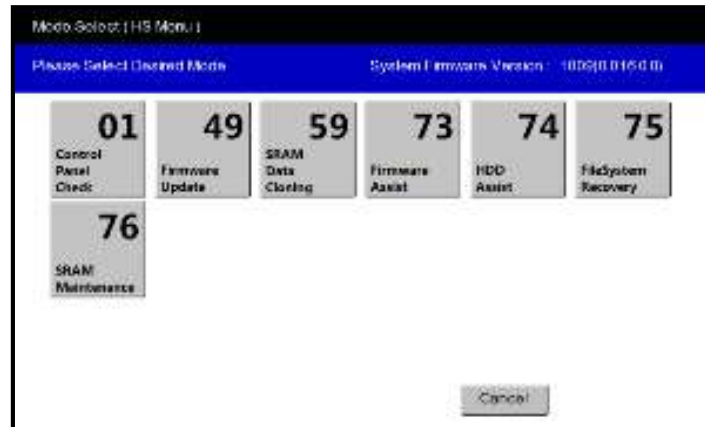 Mode Select ( HS Menu )
Please Select Desired Mode
System Firmware Version :
01
Control
Panel
Check
49
Firmware
Update
59
SRAM
Data
Cloning
73
Firmware
Assist
74
HDD
Assist
75
FileSystem
Recovery
76
SRAM
Maintenance
Cancel